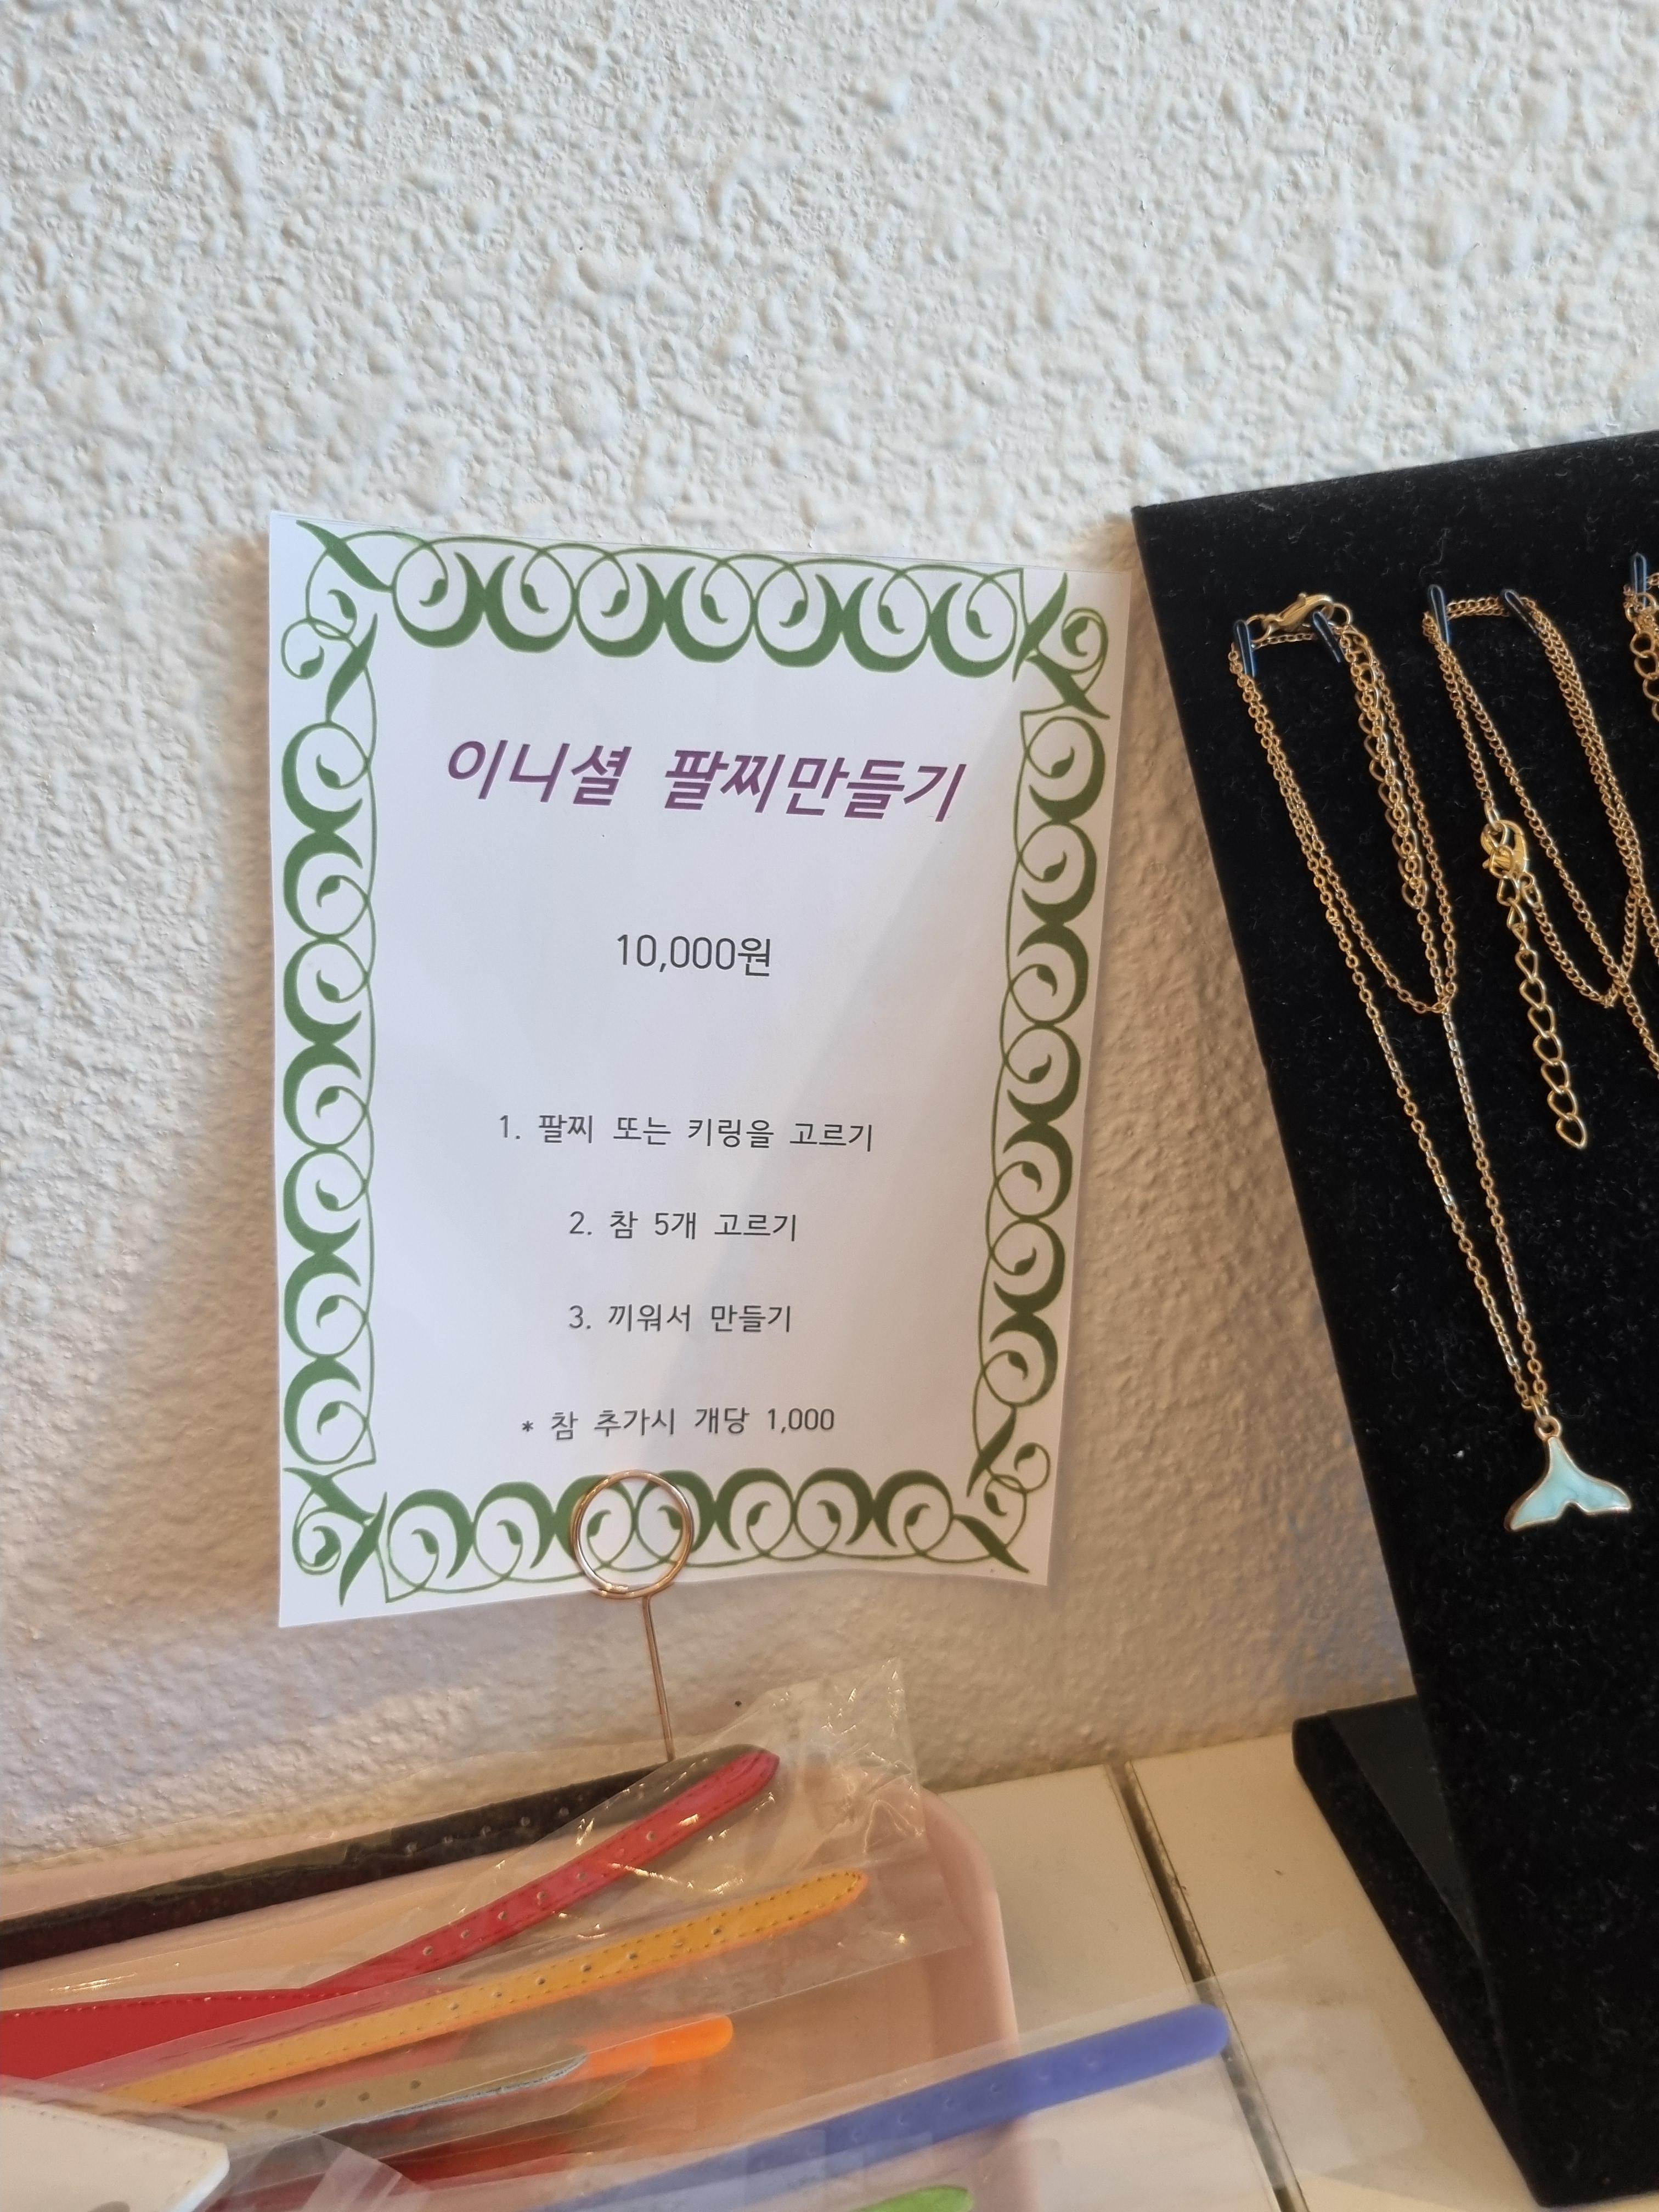 이니셜 팔찌만들기
10,000원
1. 팔찌 또는 키링을 고르기
2. 참 5개 고르기
3. 끼워서 만들기
* 참 추가시 개당 1,000